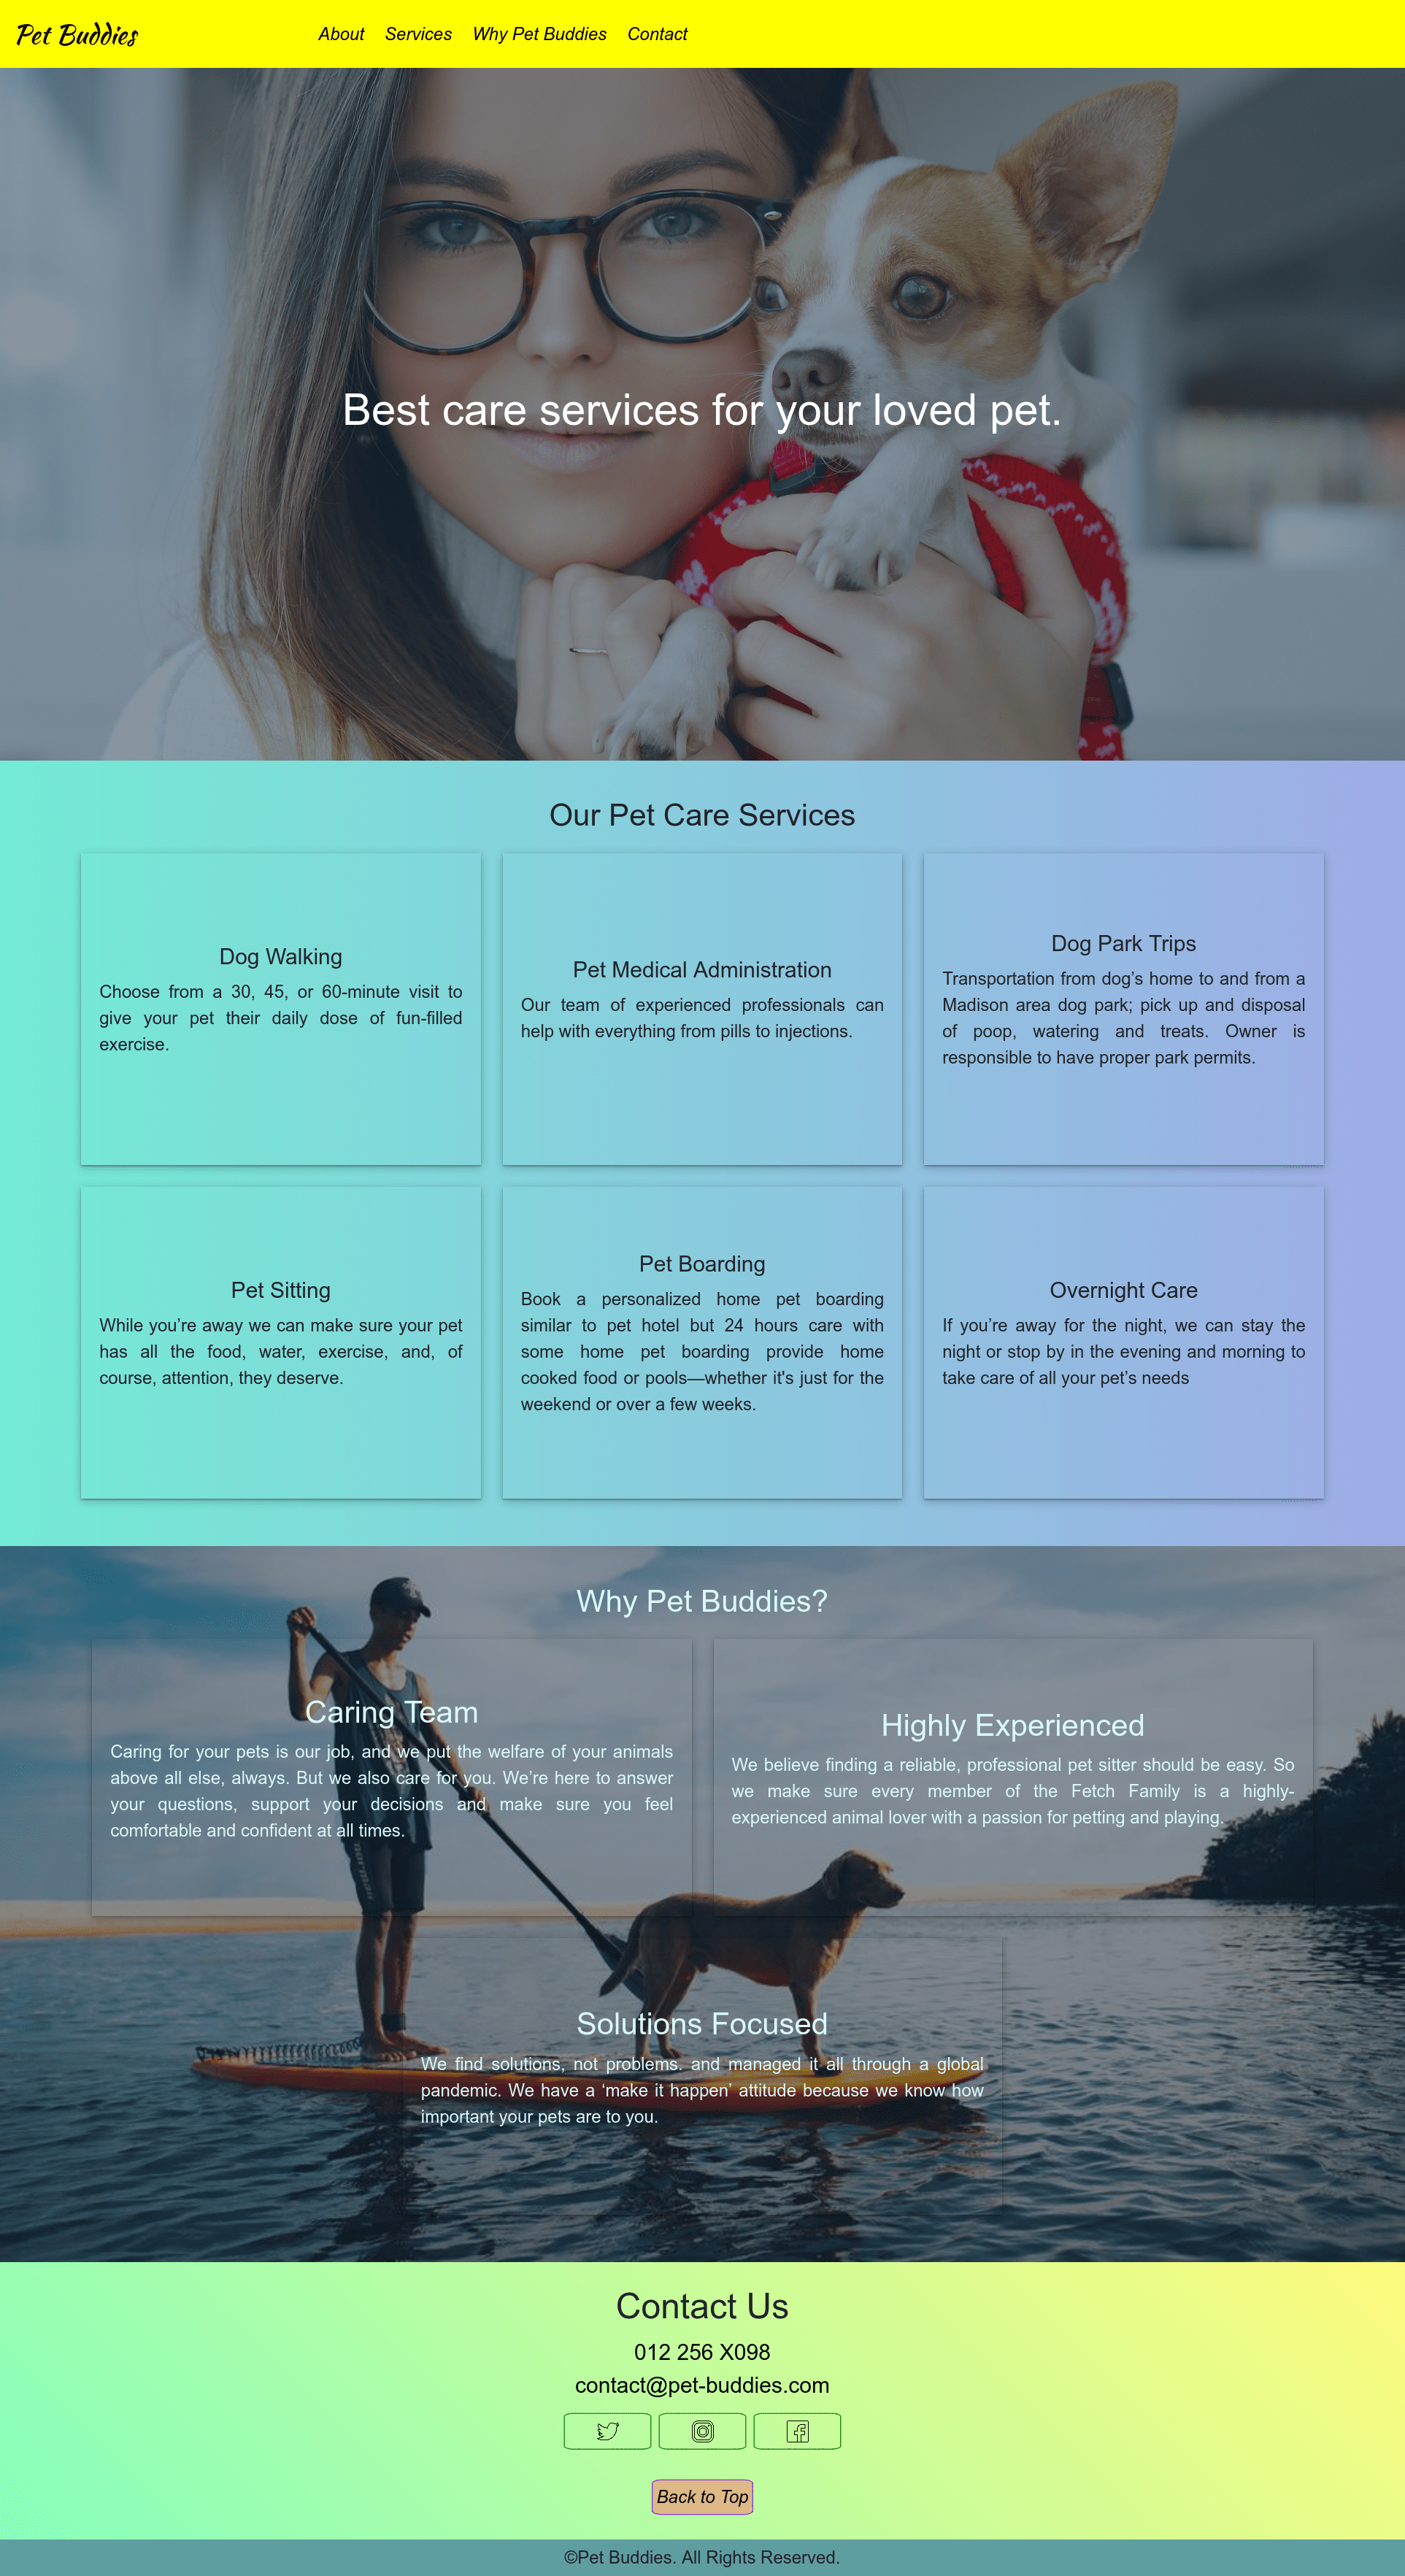 Pet Buddies
About Services Why Pet Buddies Contact
Best care services for your loved pet.
Our Pet Care Services
Dog Walking
Choose from a 30, 45, or 60-minute visit to
give your pet their daily dose of fun-filled
exercise.
Pet Medical Administration
Our team of experienced professionals can
help with everything from pills to injections.
Dog Park Trips
Transportation from dog’s home to and from a
Madison area dog park; pick up and disposal
of poop, watering and treats. Owner is
responsible to have proper park permits.
Pet Sitting
While you’re away we can make sure your pet
has all the food, water, exercise, and, of
course, attention, they deserve.
Pet Boarding
Book a personalized home pet boarding
similar to pet hotel but 24 hours care with
some home pet boarding provide home
cooked food or pools—whether it's just for the
weekend or over a few weeks.
Overnight Care
If you’re away for the night, we can stay the
night or stop by in the evening and morning to
take care of all your pet’s needs
Why Pet Buddies?
Caring Team
Caring for your pets is our job, and we put the welfare of your animals
above all else, always. But we also care for you. We’re here to answer
your questions, support your decisions and make sure you feel
comfortable and confident at all times.
Highly Experienced
We believe finding a reliable, professional pet sitter should be easy. So
we make sure every member of the Fetch Family is a highly-
experienced animal lover with a passion for petting and playing.
Solutions Focused
We find solutions, not problems. and managed it all through a global
pandemic. We have a ‘make it happen’ attitude because we know how
important your pets are to you.
Contact Us
012 256 X098
contact@pet-buddies.com
Back to Top
©Pet Buddies. All Rights Reserved.